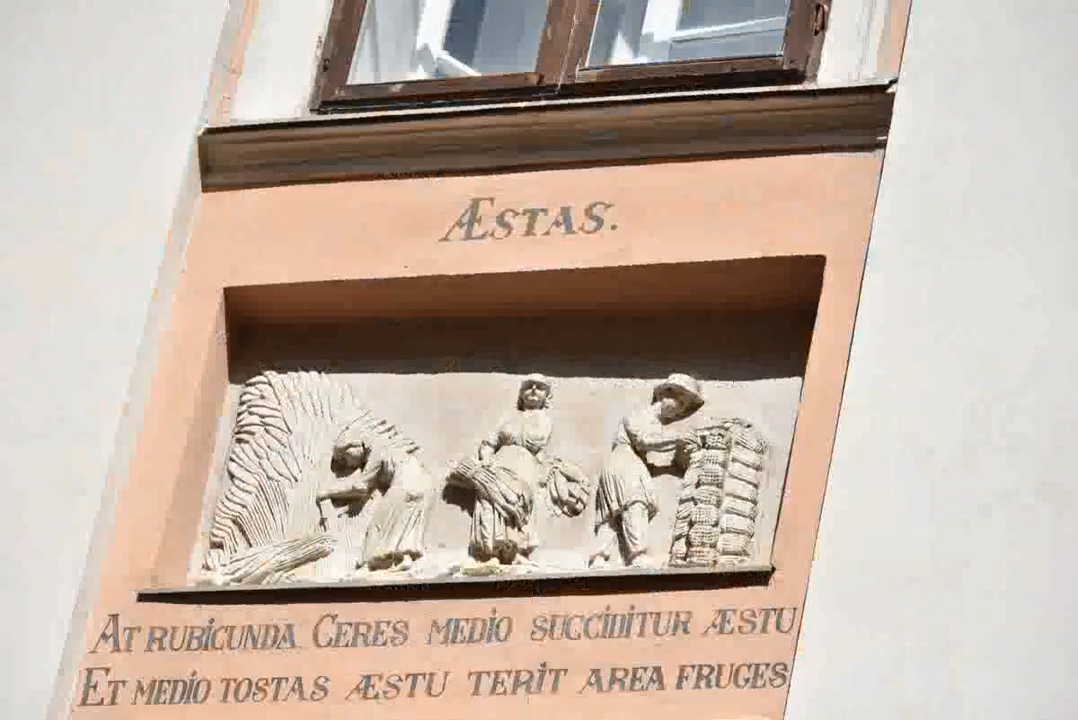 ÆSTAS.
AT RUBICUNDA CERES MEDIO SUCCIDITUR ÆSTU
ET MEDIO TOSTAS ÆSTU TERIT AREA FRUGES